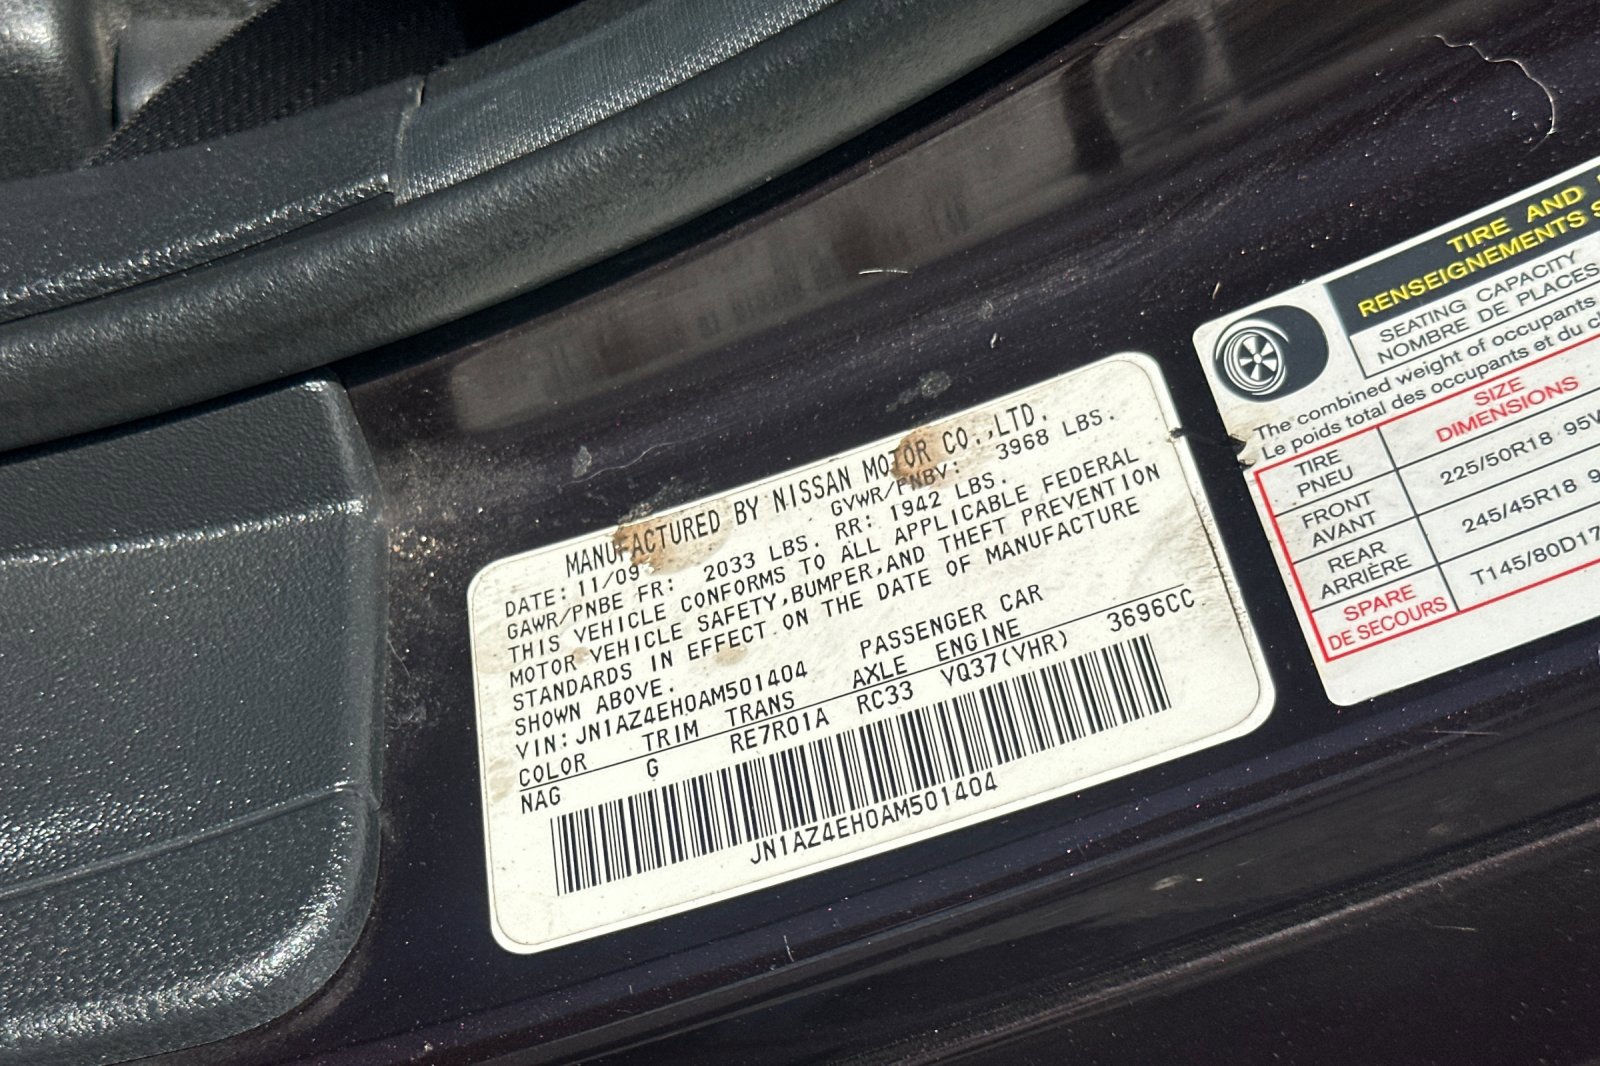 MANUFACTURED BY NISSAN MOTOR CO.,LTD.
DATE: 11/09 GVWR/PNBV: 3968 LBS.
GAWR/PNBE FR: 2033 LBS. RR: 1942 LBS.
THIS VEHICLE CONFORMS TO ALL APPLICABLE FEDERAL
MOTOR VEHICLE SAFETY,BUMPER,AND THEFT PREVENTION
STANDARDS IN EFFECT ON THE DATE OF MANUFACTURE
SHOWN ABOVE.
VIN:JN1AZ4EH0AM501404 PASSENGER CAR
COLOR TRIM TRANS AXLE ENGINE
NAG G RE7R01A RC33 VQ37(VHR) 3696CC
JN1AZ4EH0AM501404
TIRE AND
RENSEIGNEMENTS
SEATING CAPACITY
NOMBRE DE PLACES
The combined weight of occupants
Le poids total des occupants et du
SIZE
DIMENSIONS
TIRE
PNEU
FRONT
AVANT
225/50R18 95W
REAR
ARRIÈRE
245/45R18
SPARE
DE SECOURS
T145/80D17